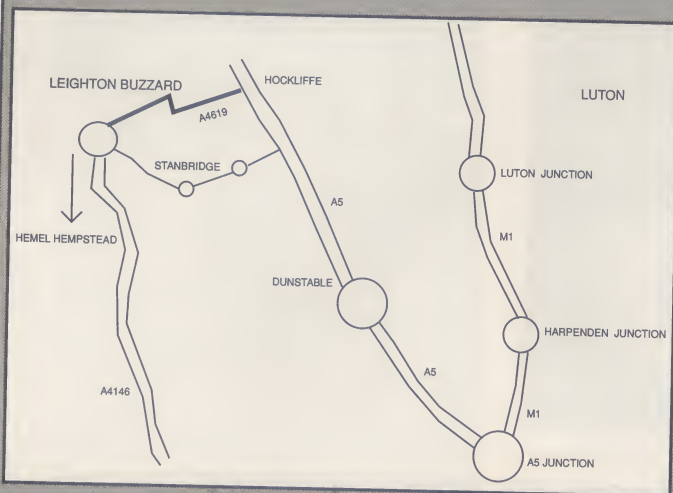 LEIGHTON BUZZARD
HOCKLIFFE
LUTON
A4619
STANBRIDGE
LUTON JUNCTION
A5
M1
HEMEL HEMPSTEAD
DUNSTABLE
HARPENDEN JUNCTION
A5
A4146
M1
A5 JUNCTION